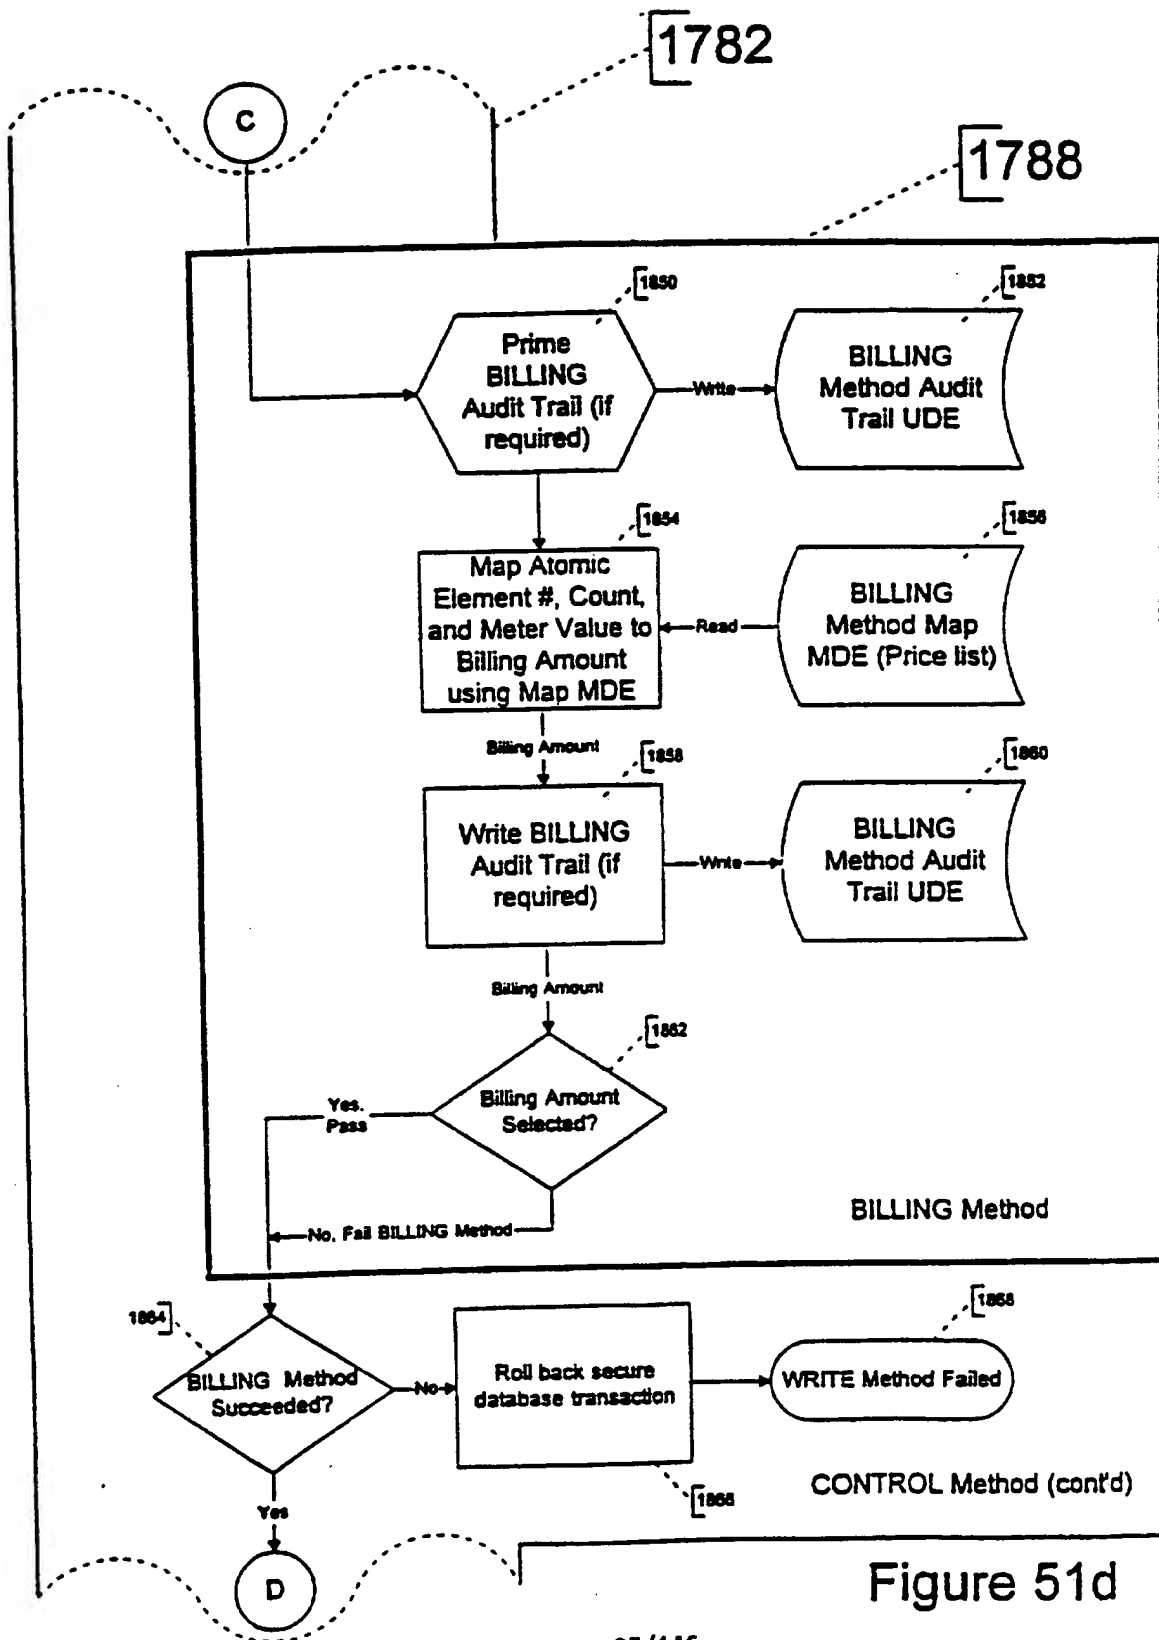 1782
C
1788
1850
Prime
BILLING
Audit Trail (if
required)
Write
1852
BILLING
Method Audit
Trail UDE
1854
Map Atomic
Element #, Count,
and Meter Value to
Billing Amount
using Map MDE
Read
1856
BILLING
Method Map
MDE (Price list)
Billing Amount
1858
Write BILLING
Audit Trail (if
required)
Write
1860
BILLING
Method Audit
Trail UDE
Billing Amount
1862
Billing Amount
Selected?
Yes.
Pass
No, Fail BILLING Method
BILLING Method
1864
BILLING Method
Succeeded?
No
Roll back secure
database transaction
1866
1868
WRITE Method Failed
CONTROL Method (cont'd)
Yes
D
Figure 51d